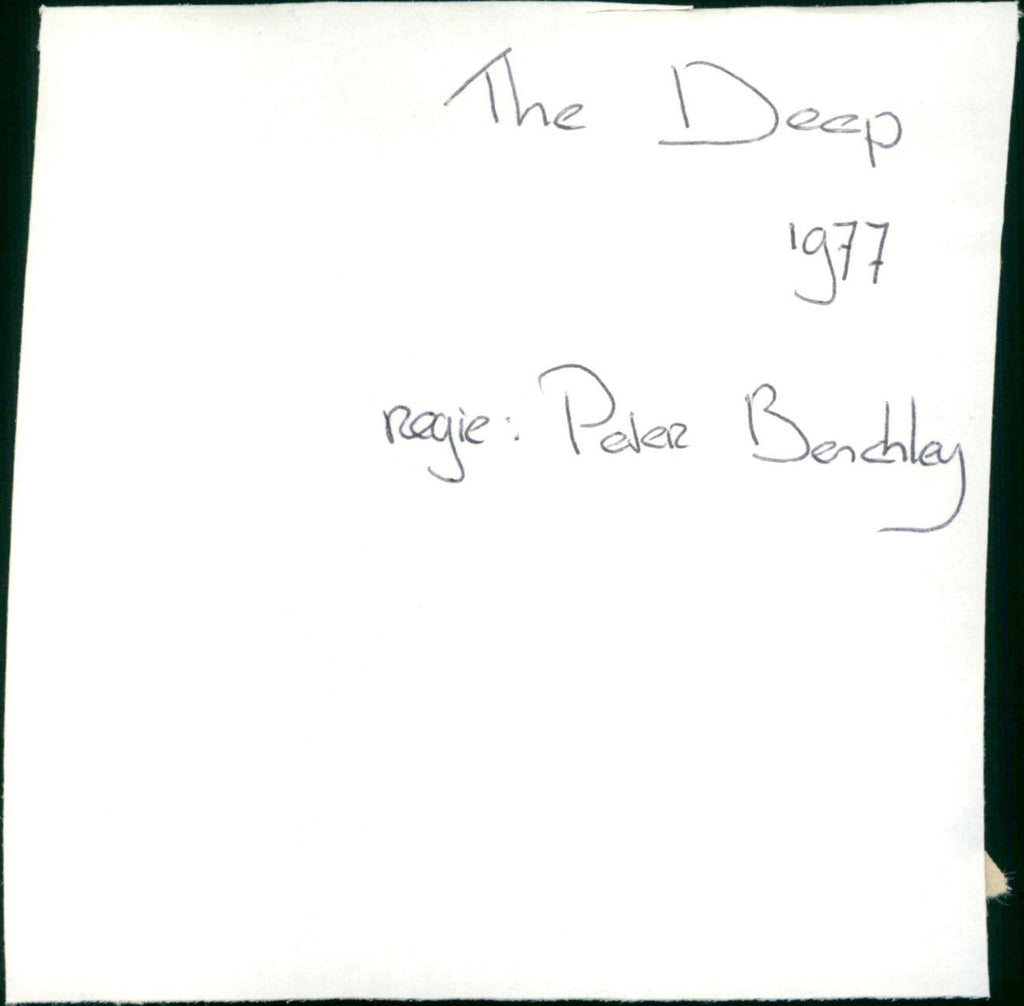 The Deep
1977
regie: Peter Benchley